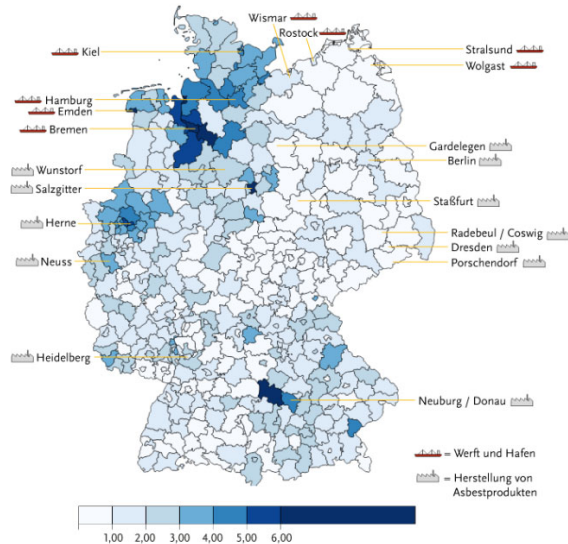 Wismar
Rostock
Kiel
Stralsund
Wolgast
Hamburg
Emden
Bremen
Gardelegen
Berlin
Wunstorf
Salzgitter
Staßfurt
Herne
Radebeul / Coswig
Dresden
Neuss
Porschendorf
Heidelberg
Neuburg / Donau
= Werft und Hafen
= Herstellung von
Asbestprodukten
1,00 2,00 3,00 4,00 5,00 6,00